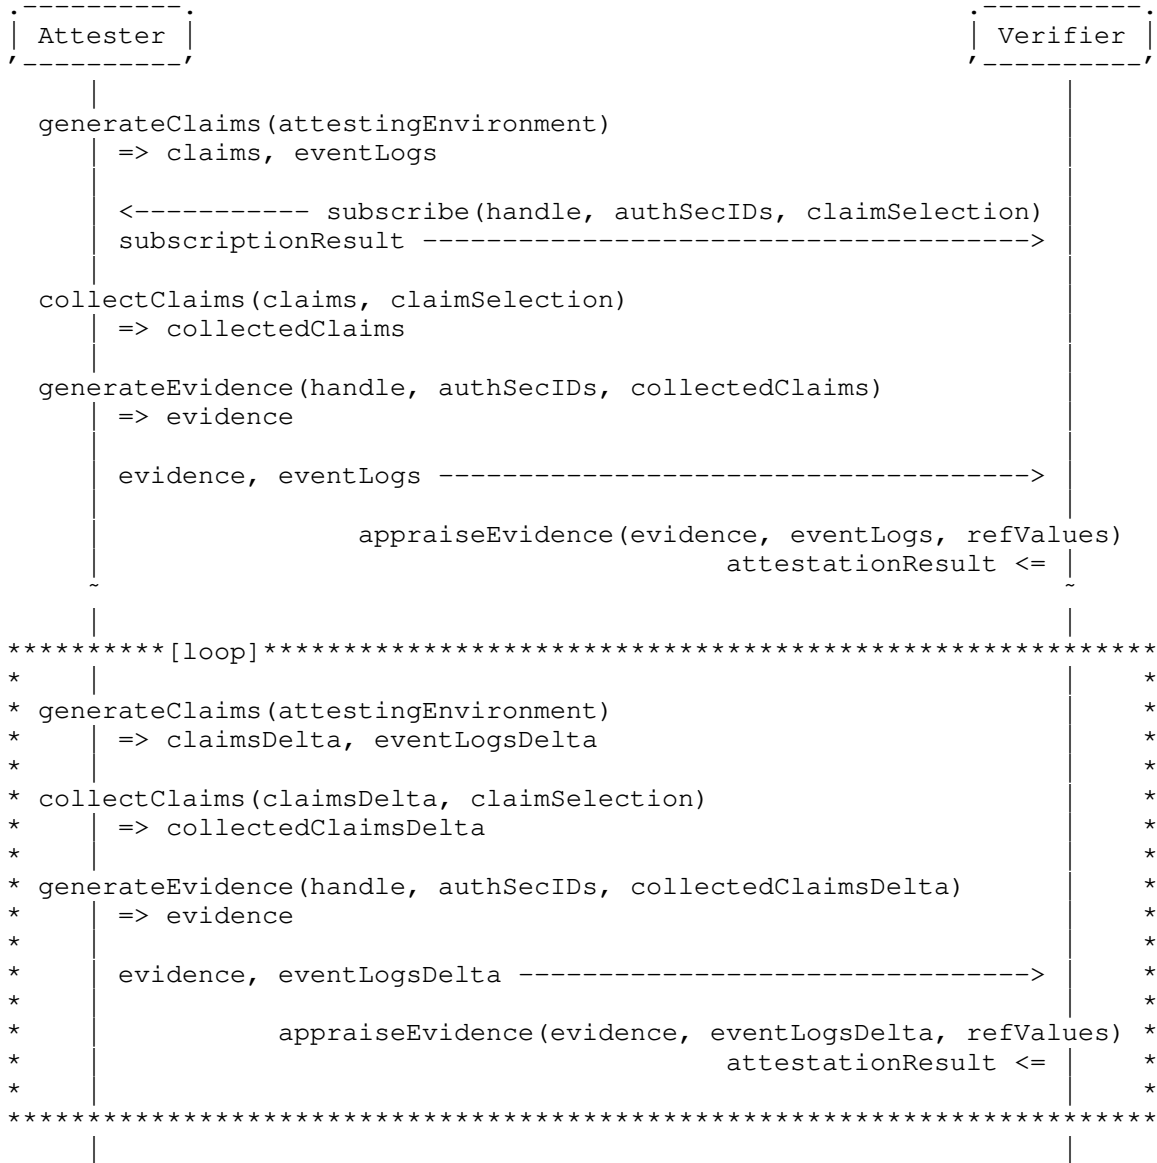 .----------.                                                .----------.
| Attester |                                                | Verifier |
'----------'                                                '----------'
     |                                                            |
  generateClaims(attestingEnvironment)                            |
     | => claims, eventLogs                                       |
     |                                                            |
     | <----------- subscribe(handle, authSecIDs, claimSelection) |
     | subscriptionResult --------------------------------------> |
     |                                                            |
  collectClaims(claims, claimSelection)                           |
     | => collectedClaims                                         |
     |                                                            |
  generateEvidence(handle, authSecIDs, collectedClaims)           |
     | => evidence                                                |
     |                                                            |
     | evidence, eventLogs -------------------------------------> |
     |                                                            |
     |                appraiseEvidence(evidence, eventLogs, refValues)
     |                                       attestationResult <= |
     ~                                                            ~
     |                                                            |
**********[loop]********************************************************
*    |                                                            |    *
* generateClaims(attestingEnvironment)                            |    *
*    | => claimsDelta, eventLogsDelta                             |    *
*    |                                                            |    *
* collectClaims(claimsDelta, claimSelection)                      |    *
*    | => collectedClaimsDelta                                    |    *
*    |                                                            |    *
* generateEvidence(handle, authSecIDs, collectedClaimsDelta)      |    *
*    | => evidence                                                |    *
*    |                                                            |    *
*    | evidence, eventLogsDelta --------------------------------> |    *
*    |                                                            |    *
*    |           appraiseEvidence(evidence, eventLogsDelta, refValues) *
*    |                                       attestationResult <= |    *
*    |                                                            |    *
************************************************************************
     |                                                            |